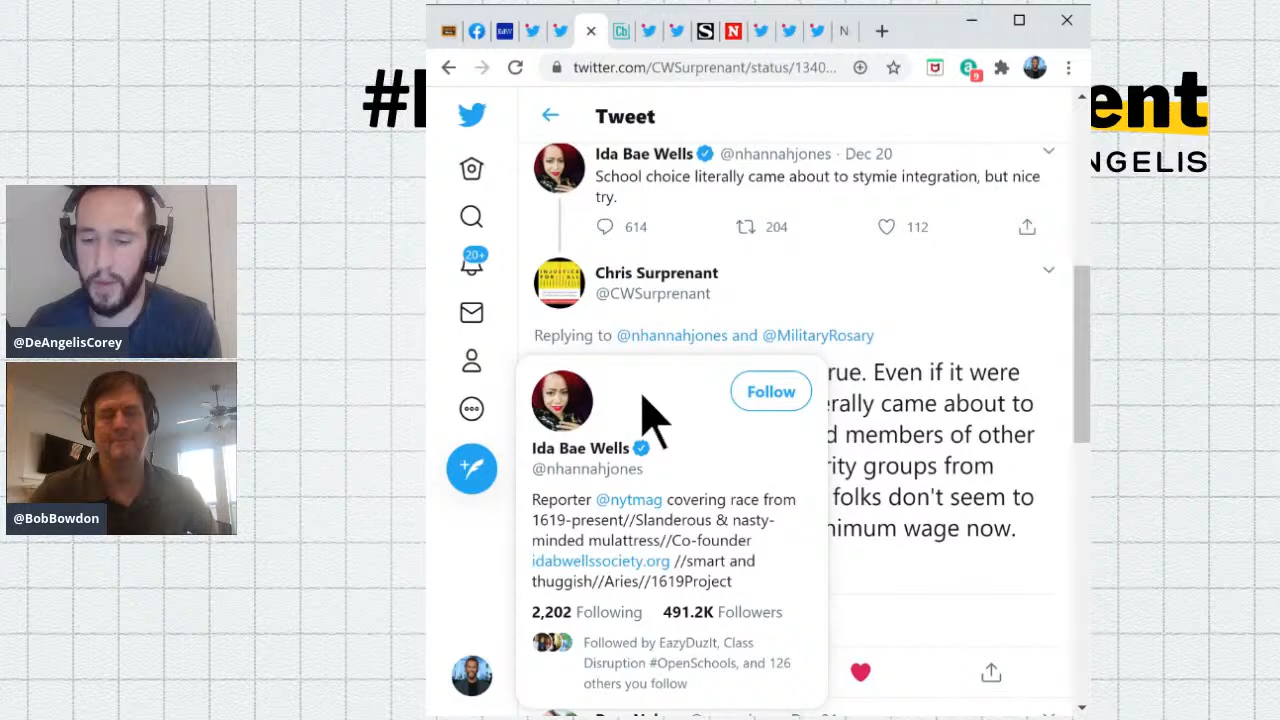 twitter.com/CWSurprenant/status/1340...
9
ent
NGELIS
Tweet
Ida Bae Wells @nhannahjones · Dec 20
School choice literally came about to stymie integration, but nice
try.
614 204 112
20+
Chris Surprenant
@CWSurprenant
INJUSTICE
FOR ALL
Replying to @nhannahjones and @MilitaryRosary
rue. Even if it were
erally came about to
d members of other
rity groups from
folks don't seem to
nimum wage now.
Follow
Ida Bae Wells
@nhannahjones
Reporter @nytmag covering race from
1619-present//Slanderous & nasty-
minded mulattress//Co-founder
idabwellssociety.org //smart and
thuggish//Aries//1619Project
2,202 Following 491.2K Followers
Followed by EazyDuzIt, Class
Disruption #OpenSchools, and 126
others you follow
@DeAngelisCorey
@BobBowdon